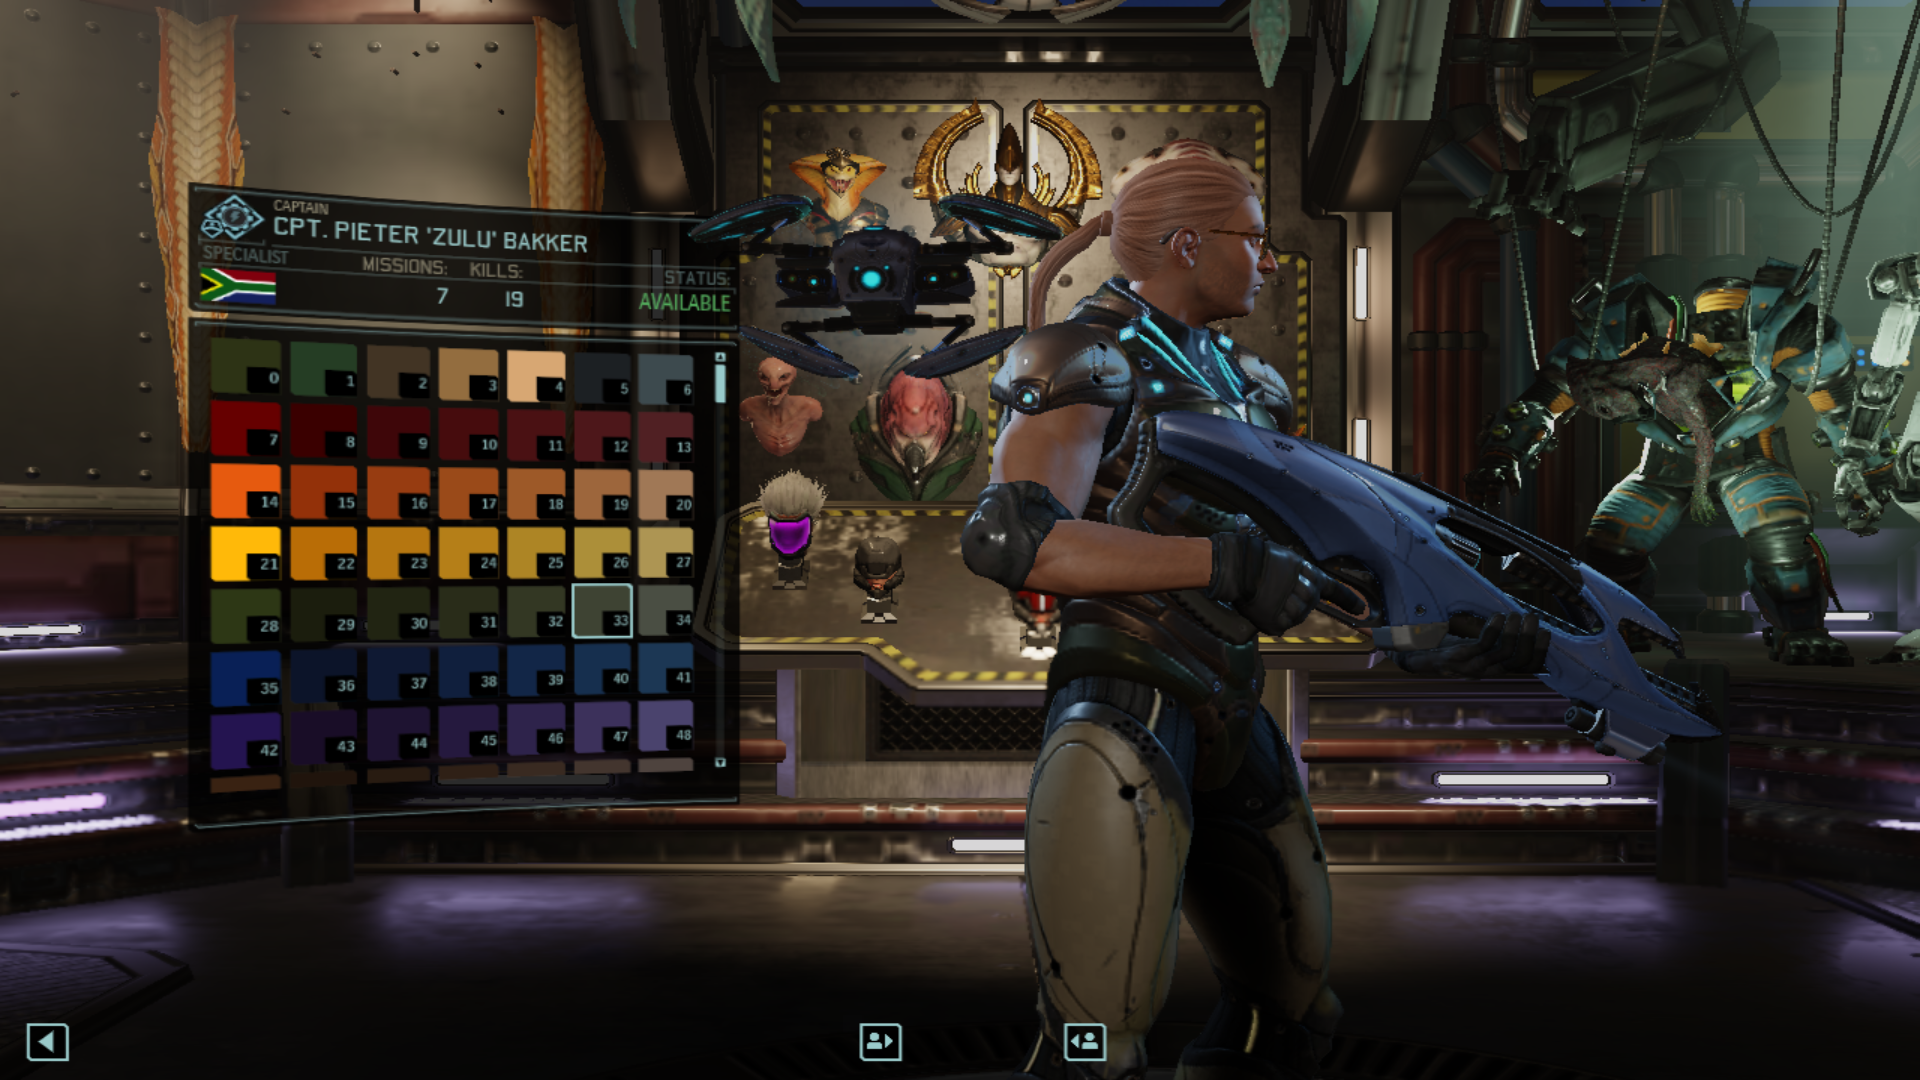 CAPTAIN
CPT. PIETER 'ZULU' BAKKER
SPECIALIST
MISSIONS: KILLS: STATUS:
7 19 AVAILABLE
0 1 2 3 4 5 6
7 8 9 10 11 12 13
14 15 16 17 18 19 20
21 22 23 24 25 26 27
28 29 30 31 32 33 34
35 36 37 38 39 40 41
42 43 44 45 46 47 48